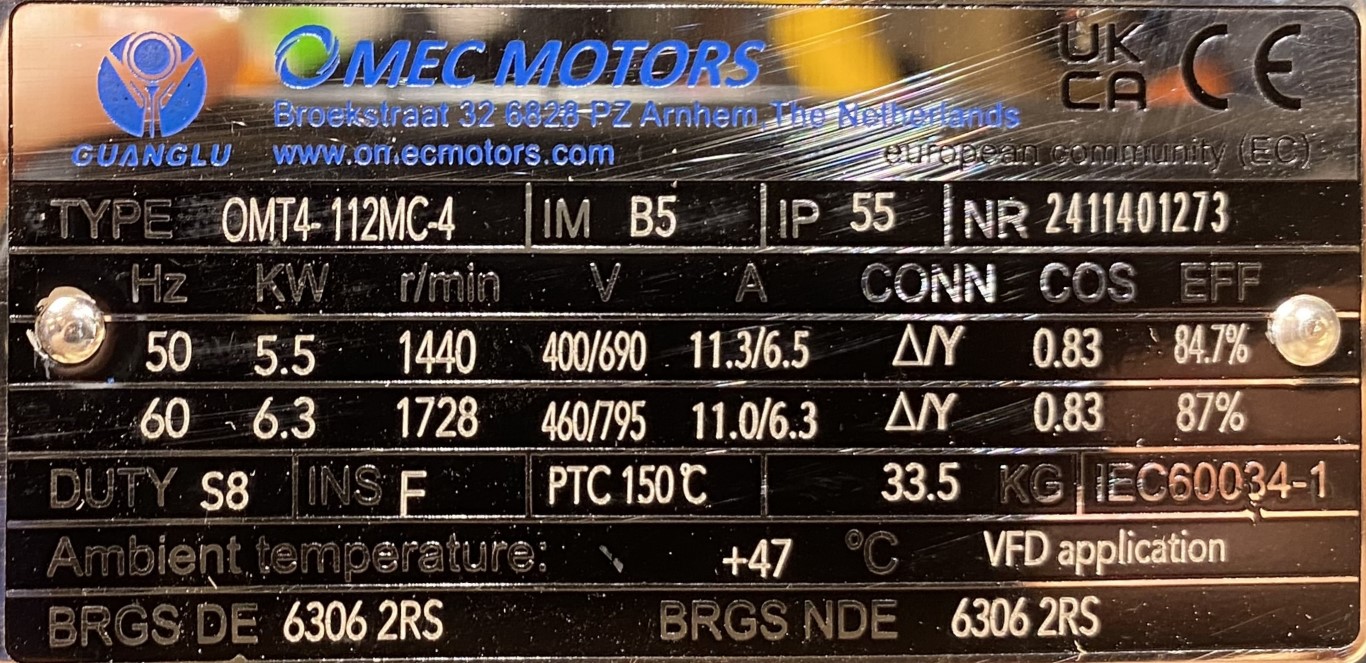 GUANGLU
OMEC MOTORS
Broekstraat 32 6828 PZ Arnhem,The Netherlands
www.omecmotors.com
UK
CA CE
european community (EC)
TYPE OMT4-112MC-4 IM B5 IP 55 NR 2411401273
Hz KW r/min V A CONN COS EFF
50 5.5 1440 400/690 11.3/6.5 Δ/Y 0.83 84.7%
60 6.3 1728 460/795 11.0/6.3 Δ/Y 0.83 87%
DUTY S8 INS F PTC 150℃ 33.5 KG IEC60034-1
Ambient temperature: +47 °C VFD application
BRGS DE 6306 2RS BRGS NDE 6306 2RS